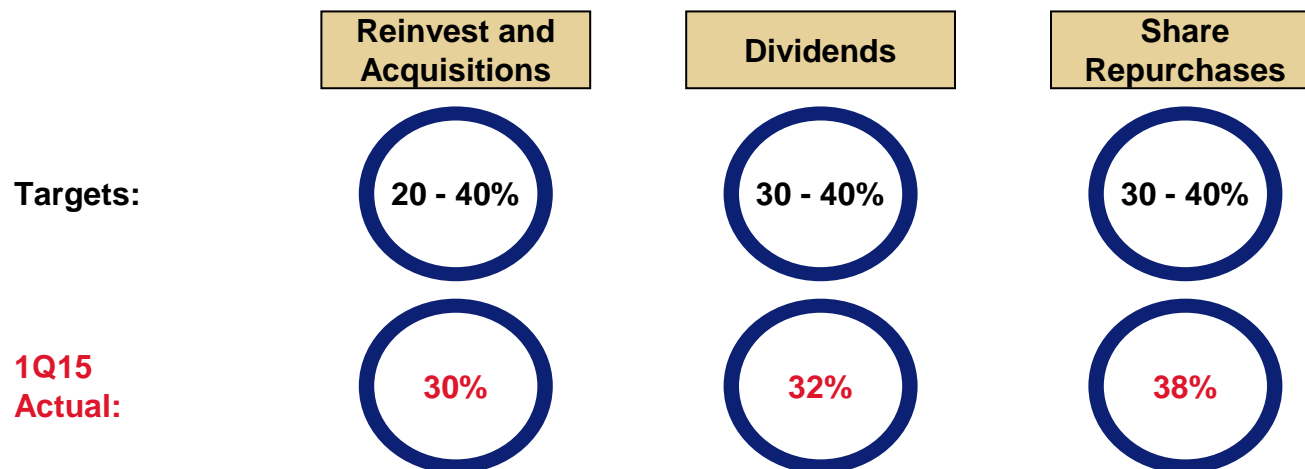 Reinvest and
Acquisitions
Dividends
Share
Repurchases
Targets:
20 - 40%
30 - 40%
30 - 40%
1Q15
Actual:
30%
32%
38%